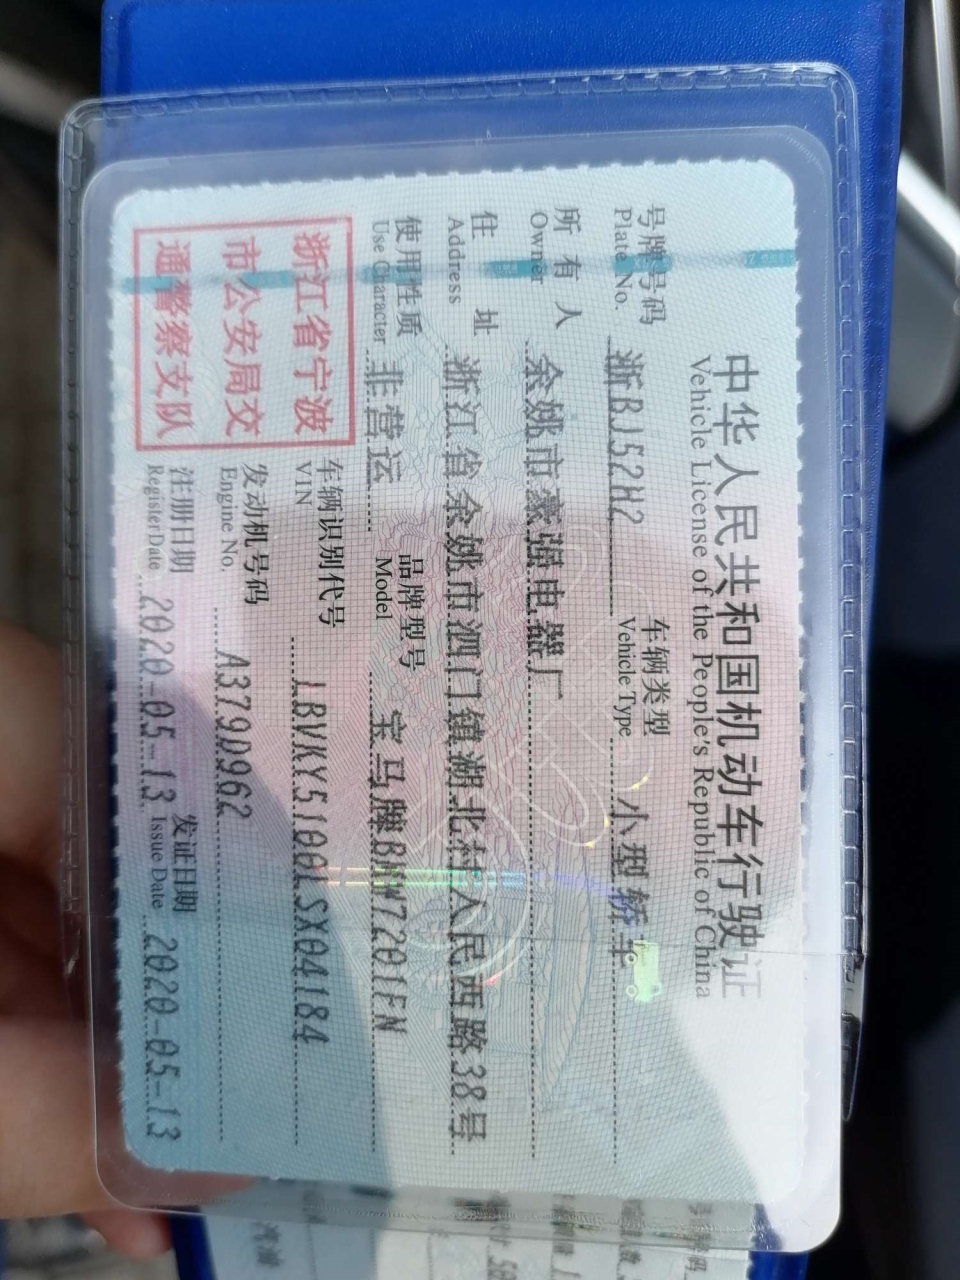 中华人民共和国机动车行驶证
Vehicle License of the People's Republic of China
号牌号码 浙BJ52H2 车辆类型 小型轿车
Plate No. Vehicle Type
所有人 余姚市豪强电器厂
Owner
住址 浙江省余姚市泗门镇湖北村人民西路38号
Address
使用性质 非营运 品牌型号 宝马牌BMW7201FN
Use Character Model
浙江省宁波
市公安局交
通警察支队
车辆识别代号 LBVKY5100LSX04184
VIN
发动机号码 A379D962
Engine No.
注册日期 2020-05-13 发证日期 2020-05-13
Register Date Issue Date